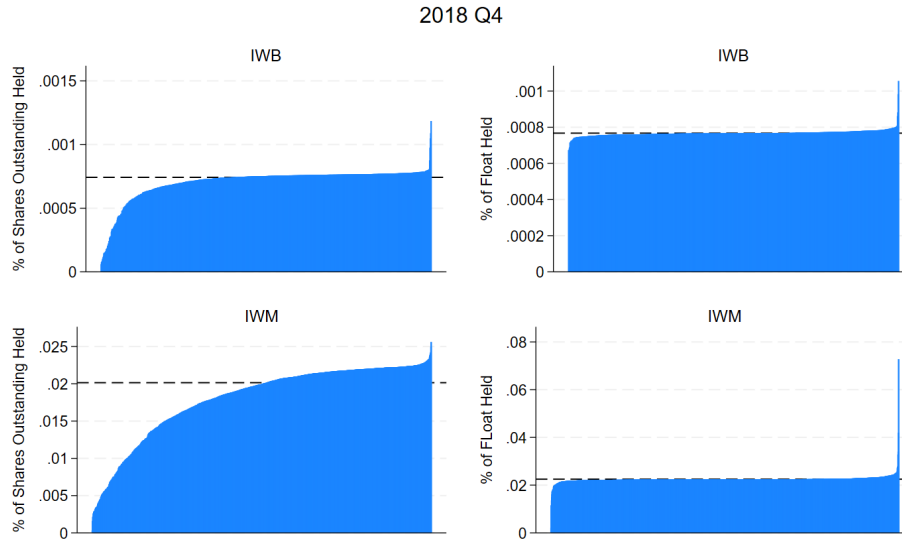 2018 Q4
IWB
% of Shares Outstanding Held
.0015
.001
.0005
0
IWB
% of Float Held
.001
.0008
.0006
.0004
.0002
0
IWM
% of Shares Outstanding Held
.025
.02
.015
.01
.005
0
IWM
% of FLoat Held
.08
.06
.04
.02
0